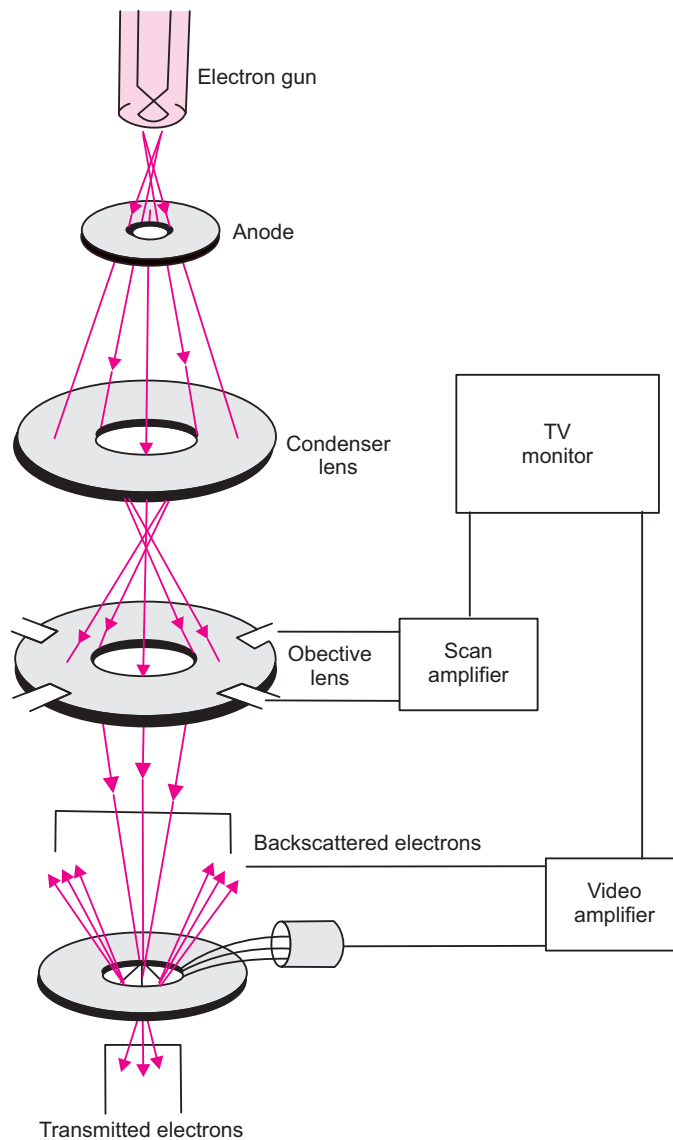 Electron gun
Anode
Condenser
lens
TV
monitor
Obective
lens
Scan
amplifier
Backscattered electrons
Video
amplifier
Transmitted electrons